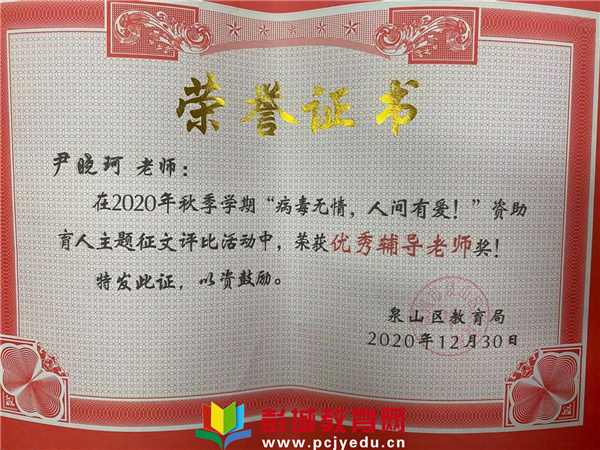 荣誉证书
尹晓珂 老师：
在2020年秋季学期“病毒无情，人间有爱！”资助
育人主题征文评比活动中，荣获优秀辅导老师奖！
特发此证，以资鼓励。
泉山区教育局
2020年12月30日
彭城教育网
www.pcjyedu.cn